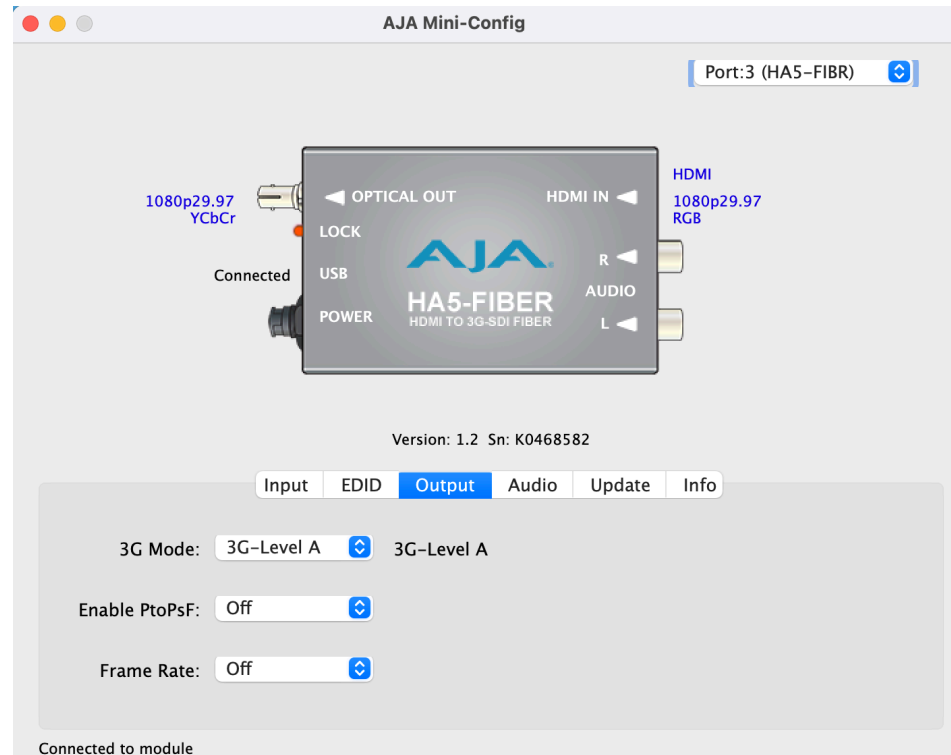 AJA Mini-Config
Port:3 (HA5-FIBR)
HDMI
1080p29.97
YCbCr
OPTICAL OUT
HDMI IN
1080p29.97
RGB
LOCK
R
Connected
USB
AJA
AUDIO
HA5-FIBER
POWER
HDMI TO 3G-SDI FIBER
L
Version: 1.2 Sn: K0468582
Input EDID Output Audio Update Info
3G Mode: 3G-Level A 3G-Level A
Enable PtoPsF: Off
Frame Rate: Off
Connected to module